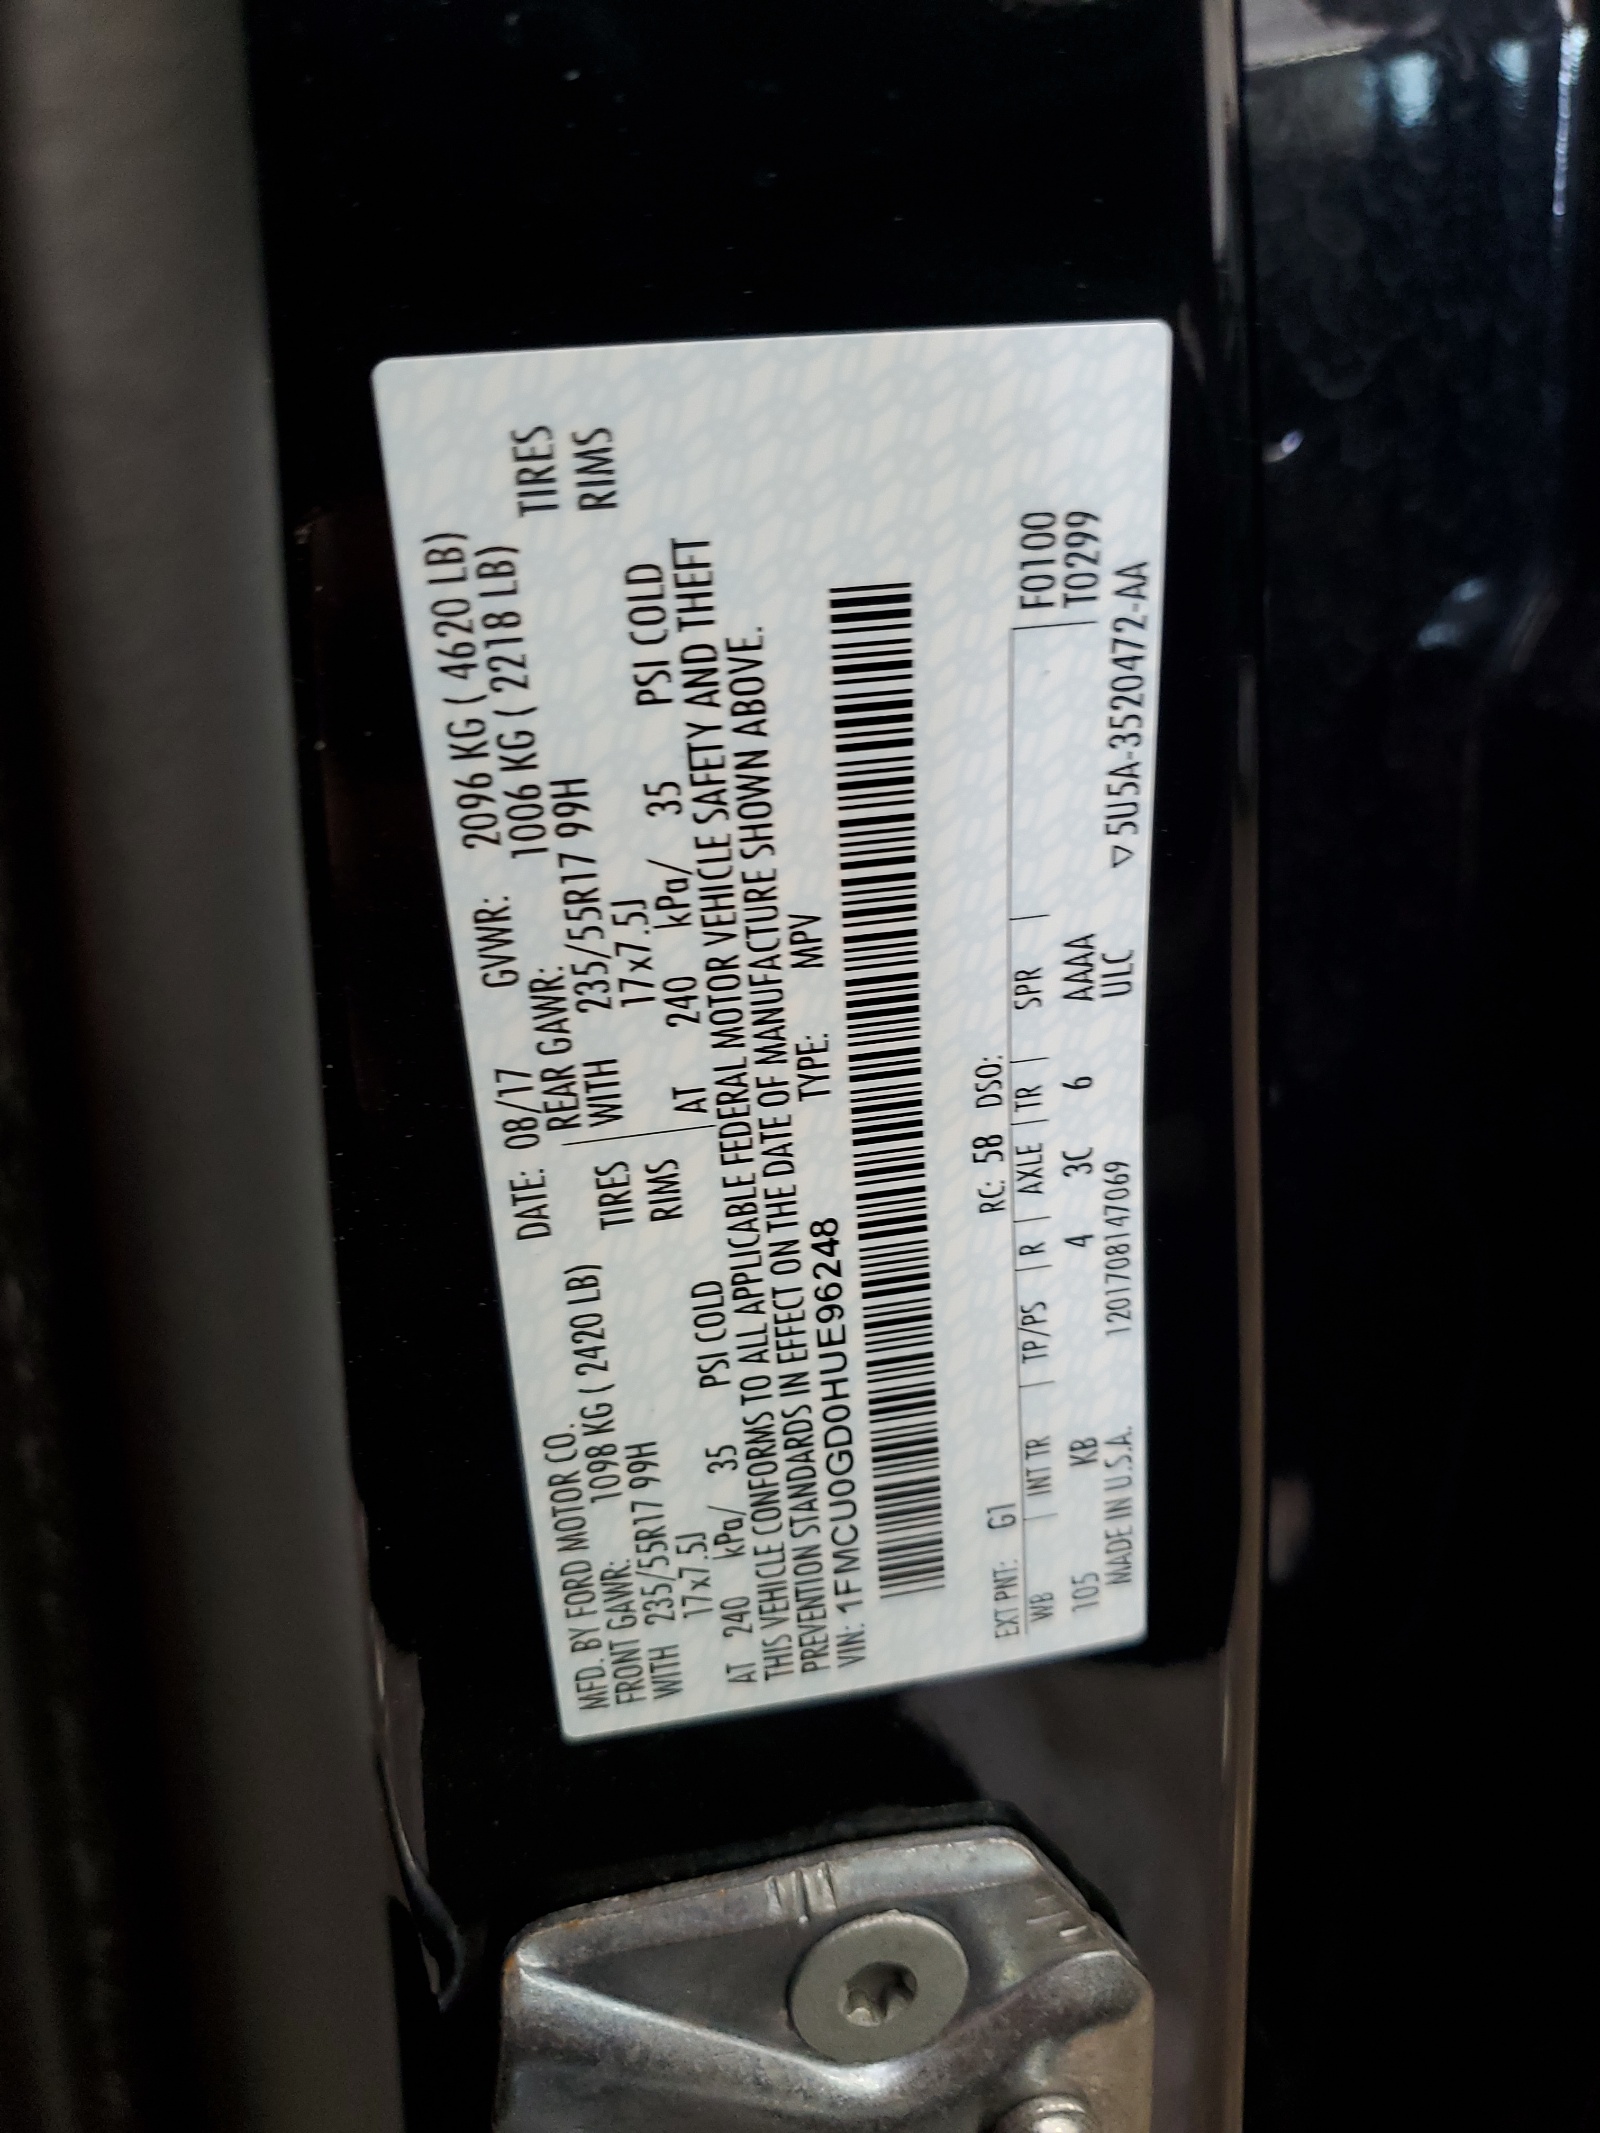 MFD. BY FORD MOTOR CO. DATE: 08/17 GVWR: 2096 KG ( 4620 LB)
FRONT GAWR: 1098 KG ( 2420 LB) REAR GAWR: 1006 KG ( 2218 LB)
WITH 235/55R17 99H TIRES WITH 235/55R17 99H TIRES
17x7.5J RIMS 17x7.5J RIMS
AT 240 kPa/ 35 PSI COLD AT 240 kPa/ 35 PSI COLD
THIS VEHICLE CONFORMS TO ALL APPLICABLE FEDERAL MOTOR VEHICLE SAFETY AND THEFT
PREVENTION STANDARDS IN EFFECT ON THE DATE OF MANUFACTURE SHOWN ABOVE.
VIN: 1FMCU0GD0HUE96248 TYPE: MPV
EXT PNT: G1 RC: 58 DSO:
WB | INT TR | TP/PS | R | AXLE | TR | SPR | F0100
105 KB 4 3C 6 AAAA T0299
MADE IN U.S.A. 120170814 7069 ULC ▽5U5A-3520472-AA